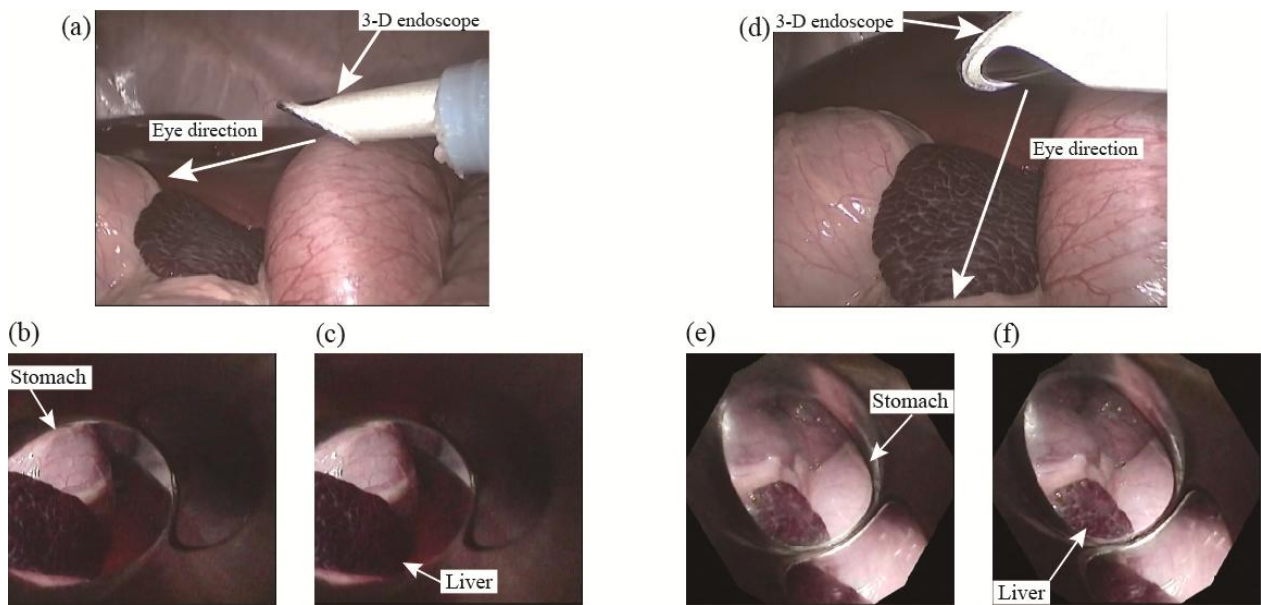 (a)
3-D endoscope
Eye direction
(b)
Stomach
(c)
Liver
(d)
3-D endoscope
Eye direction
(e)
Stomach
(f)
Liver